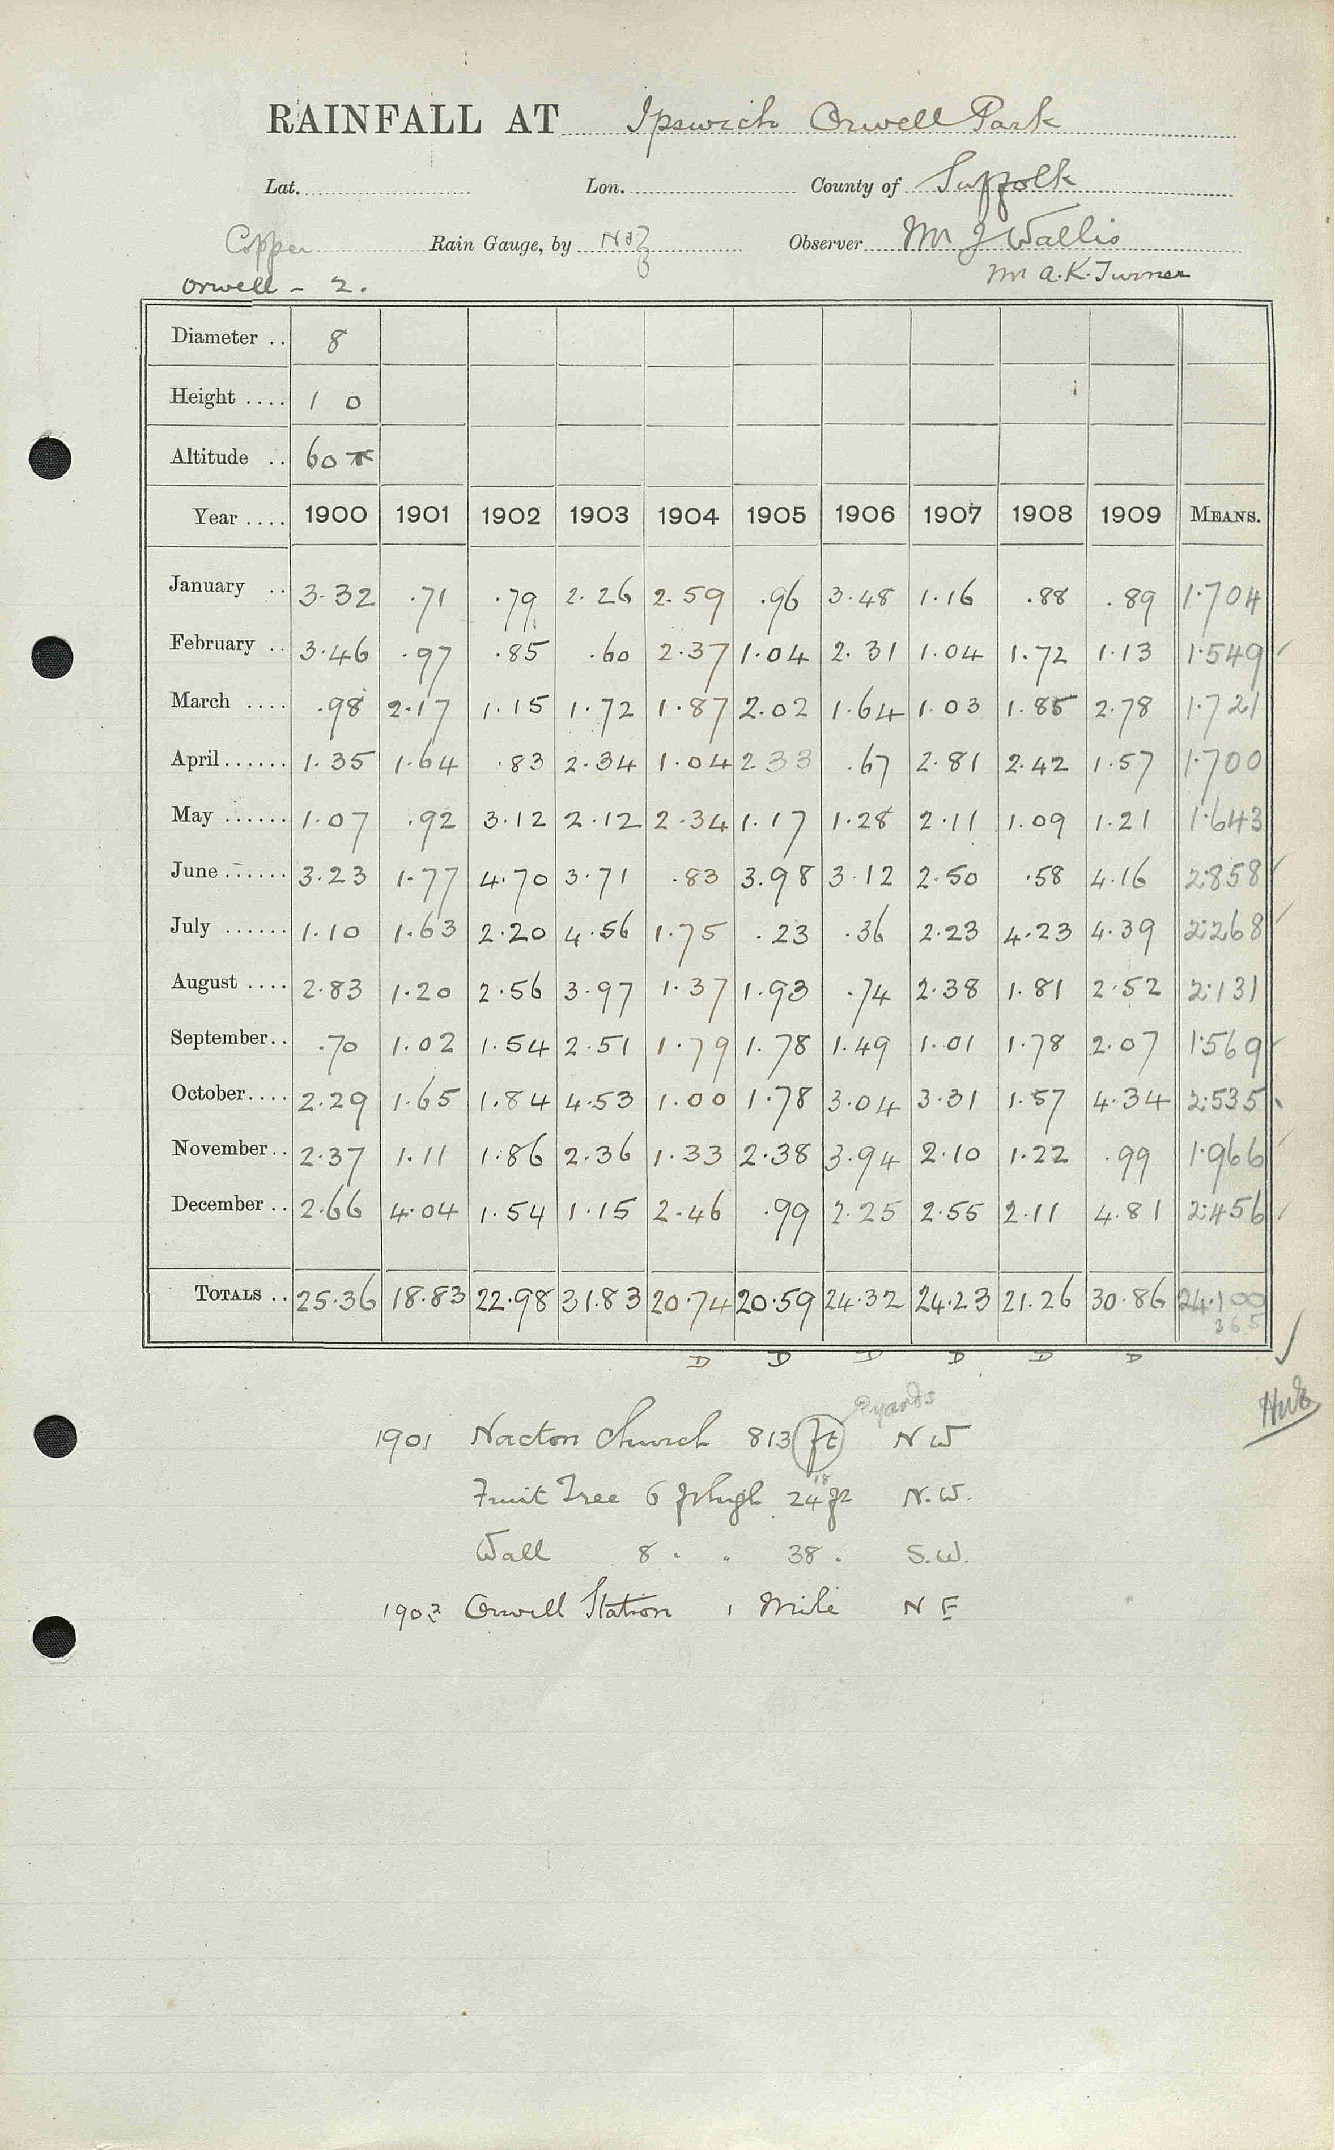 RAINFALL AT Ipswich Orwell Park
Lat. Lon. County of Suffolk
Copper Rain Gauge, by N&Z Observer Mr J Wallis
Orwell - 2. Mr A.K. Turner
Diameter .. 8
Height .... 1 0
Altitude .. 60
Year .... 1900 1901 1902 1903 1904 1905 1906 1907 1908 1909 MEANS.
January .. 3.32 .71 .79 2.26 2.59 .96 3.48 1.16 .88 .89 1.704
February .. 3.46 .97 .85 .60 2.37 1.04 2.31 1.04 1.72 1.13 1.549
March .... .98 2.17 1.15 1.72 1.87 2.02 1.64 1.03 1.85 2.78 1.721
April ...... 1.35 1.64 .83 2.34 1.04 2.33 .67 2.81 2.42 1.57 1.700
May ...... 1.07 .92 3.12 2.12 2.34 1.17 1.28 2.11 1.09 1.21 1.643
June ...... 3.23 1.77 4.70 3.71 .83 3.98 3.12 2.50 .58 4.16 2.858
July ...... 1.10 1.63 2.20 4.56 1.75 .23 .36 2.23 4.23 4.39 2.268
August .... 2.83 1.20 2.56 3.97 1.37 1.93 .74 2.38 1.81 2.52 2.131
September .. .70 1.02 1.54 2.51 1.79 1.78 1.49 1.01 1.78 2.07 1.569
October .... 2.29 1.65 1.84 4.53 1.00 1.78 3.04 3.31 1.57 4.34 2.535
November .. 2.37 1.11 1.86 2.36 1.33 2.38 3.94 2.10 1.22 .99 1.966
December .. 2.66 4.04 1.54 1.15 2.46 .99 2.25 2.55 2.11 4.81 2.456
TOTALS .. 25.36 18.83 22.98 31.83 20.74 20.59 24.32 24.23 21.26 30.86 24.100
36.5
D D D D D D
? yards
1901 Nacton Church 813 ft N W
Fruit Tree 6 ft high 24 ft N.W.
Wall 8 " " 38 " S.W.
Orwell Station 1 Mile N E